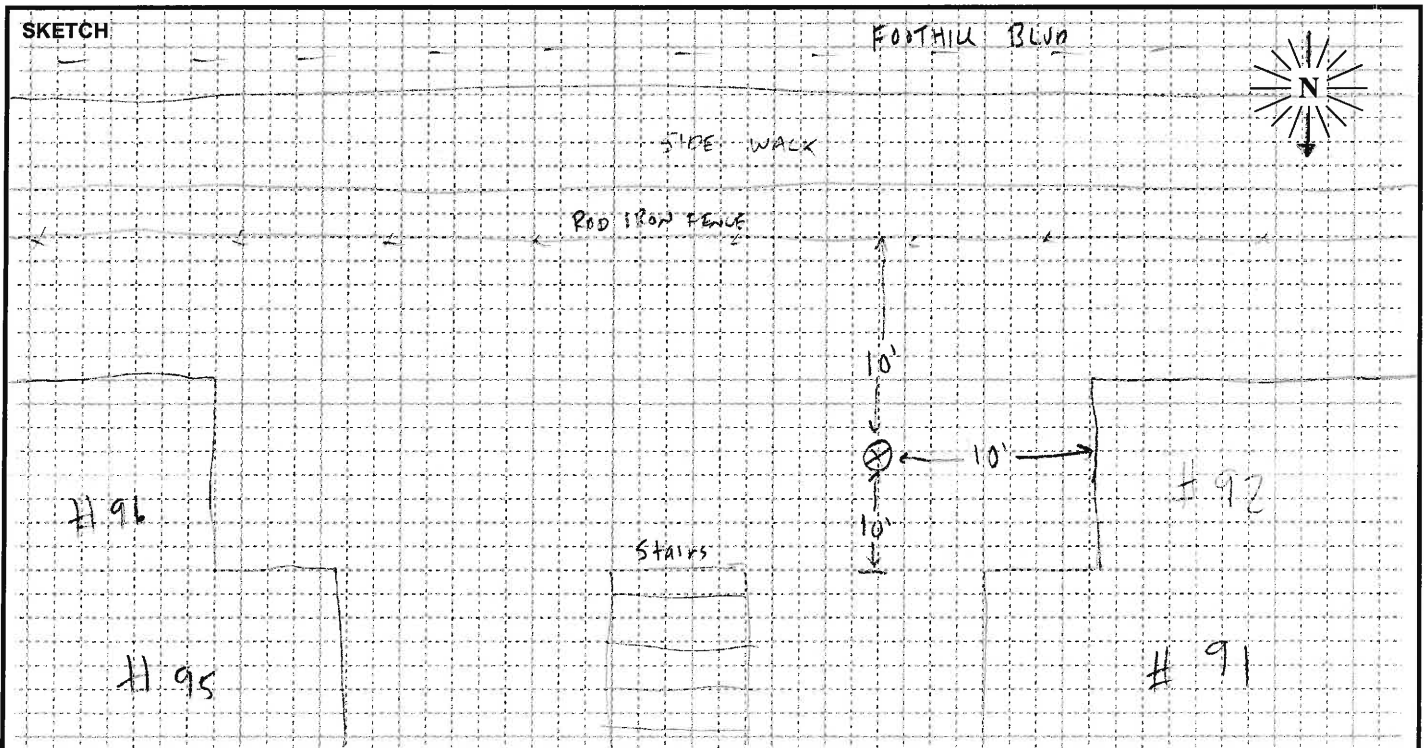 SKETCH
FOOTHILL BLVD
N
SIDE WALK
ROD IRON FENCE
10'
10'
#92
#96
10'
Stairs
#95
#91